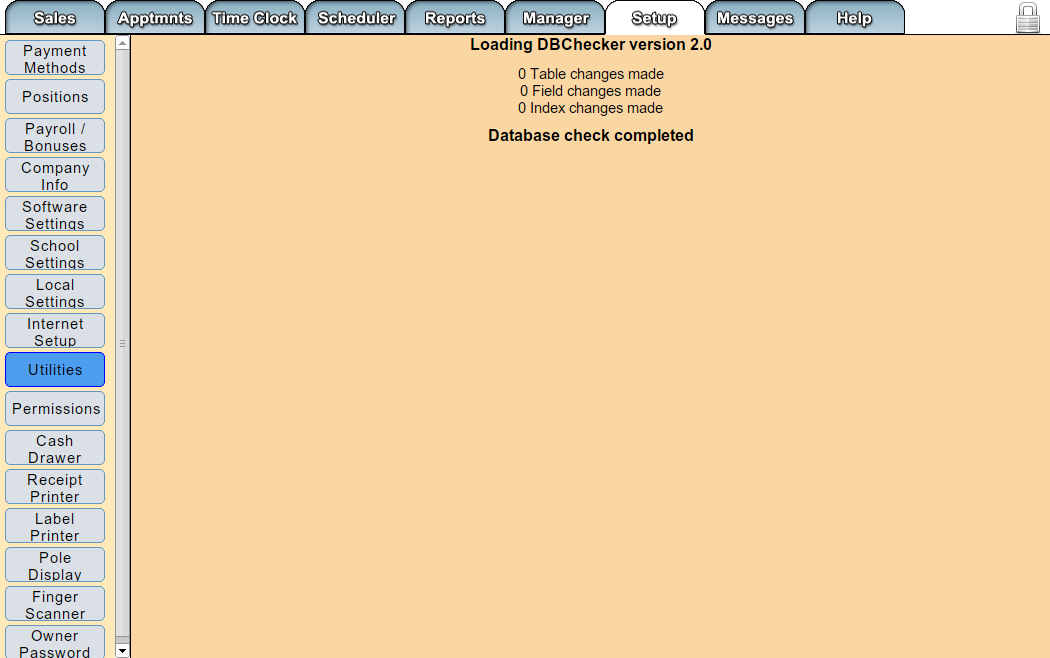 Sales Apptmnts Time Clock Scheduler Reports Manager Setup Messages Help
Payment
Methods
Positions
Payroll /
Bonuses
Company
Info
Software
Settings
School
Settings
Local
Settings
Internet
Setup
Utilities
Permissions
Cash
Drawer
Receipt
Printer
Label
Printer
Pole
Display
Finger
Scanner
Owner
Password
Loading DBChecker version 2.0
0 Table changes made
0 Field changes made
0 Index changes made
Database check completed